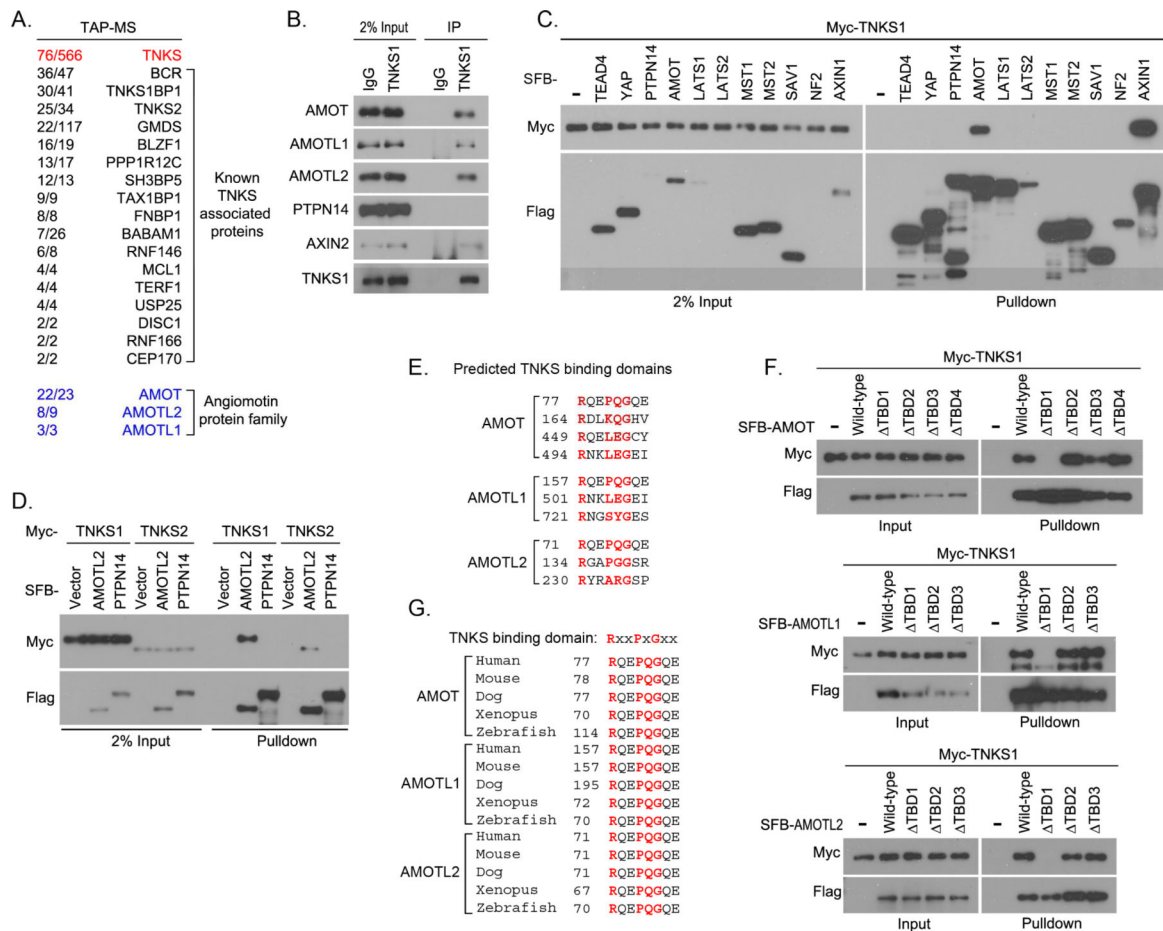 A.
TAP-MS
76/566 TNKS
36/47 BCR
30/41 TNKS1BP1
25/34 TNKS2
22/117 GMDS
16/19 BLZF1
13/17 PPP1R12C
12/13 SH3BP5
9/9 TAX1BP1
8/8 FNBP1
7/26 BABAM1
6/8 RNF146
4/4 MCL1
4/4 TERF1
4/4 USP25
2/2 DISC1
2/2 RNF166
2/2 CEP170
Known
TNKS
associated
proteins
22/23 AMOT
8/9 AMOTL2
3/3 AMOTL1
Angiomotin
protein family
B.
2% Input IP
IgG TNKS1 IgG TNKS1
AMOT
AMOTL1
AMOTL2
PTPN14
AXIN2
TNKS1
C.
Myc-TNKS1
SFB- - TEAD4 YAP PTPN14 AMOT LATS1 LATS2 MST1 MST2 SAV1 NF2 AXIN1 - TEAD4 YAP PTPN14 AMOT LATS1 LATS2 MST1 MST2 SAV1 NF2 AXIN1
Myc
Flag
2% Input Pulldown
D.
Myc- TNKS1 TNKS2 TNKS1 TNKS2
SFB- Vector AMOTL2 PTPN14 Vector AMOTL2 PTPN14 Vector AMOTL2 PTPN14 Vector AMOTL2 PTPN14
Myc
Flag
2% Input Pulldown
E.
Predicted TNKS binding domains
AMOT
77 RQEPQGQE
164 RDLKQGHV
449 RQELEGCY
494 RNKLEGEI
AMOTL1
157 RQEPQGQE
501 RNKLEGEI
721 RNGSYGES
AMOTL2
71 RQEPQGQE
134 RGAPGGSR
230 RYRARGSP
G.
TNKS binding domain: RxxPxGxx
AMOT
Human 77 RQEPQGQE
Mouse 78 RQEPQGQE
Dog 77 RQEPQGQE
Xenopus 70 RQEPQGQE
Zebrafish 114 RQEPQGQE
AMOTL1
Human 157 RQEPQGQE
Mouse 157 RQEPQGQE
Dog 195 RQEPQGQE
Xenopus 72 RQEPQGQE
Zebrafish 70 RQEPQGQE
AMOTL2
Human 71 RQEPQGQE
Mouse 71 RQEPQGQE
Dog 71 RQEPQGQE
Xenopus 67 RQEPQGQE
Zebrafish 70 RQEPQGQE
F.
Myc-TNKS1
SFB-AMOT - Wild-type ΔTBD1 ΔTBD2 ΔTBD3 ΔTBD4 - Wild-type ΔTBD1 ΔTBD2 ΔTBD3 ΔTBD4
Myc
Flag
Input Pulldown
Myc-TNKS1
SFB-AMOTL1 - Wild-type ΔTBD1 ΔTBD2 ΔTBD3 - Wild-type ΔTBD1 ΔTBD2 ΔTBD3
Myc
Flag
Input Pulldown
Myc-TNKS1
SFB-AMOTL2 - Wild-type ΔTBD1 ΔTBD2 ΔTBD3 - Wild-type ΔTBD1 ΔTBD2 ΔTBD3
Myc
Flag
Input Pulldown